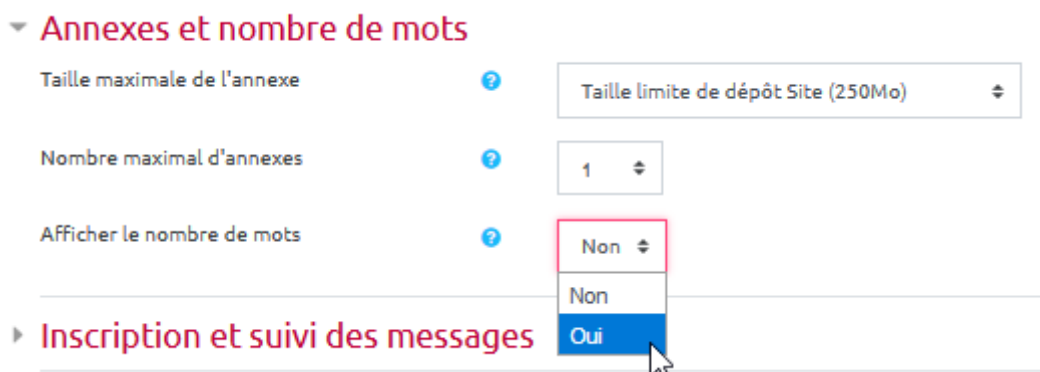 Annexes et nombre de mots
Taille maximale de l'annexe
Taille limite de dépôt Site (250Mo)
Nombre maximal d'annexes
1
Afficher le nombre de mots
Non
Non
Oui
Inscription et suivi des messages